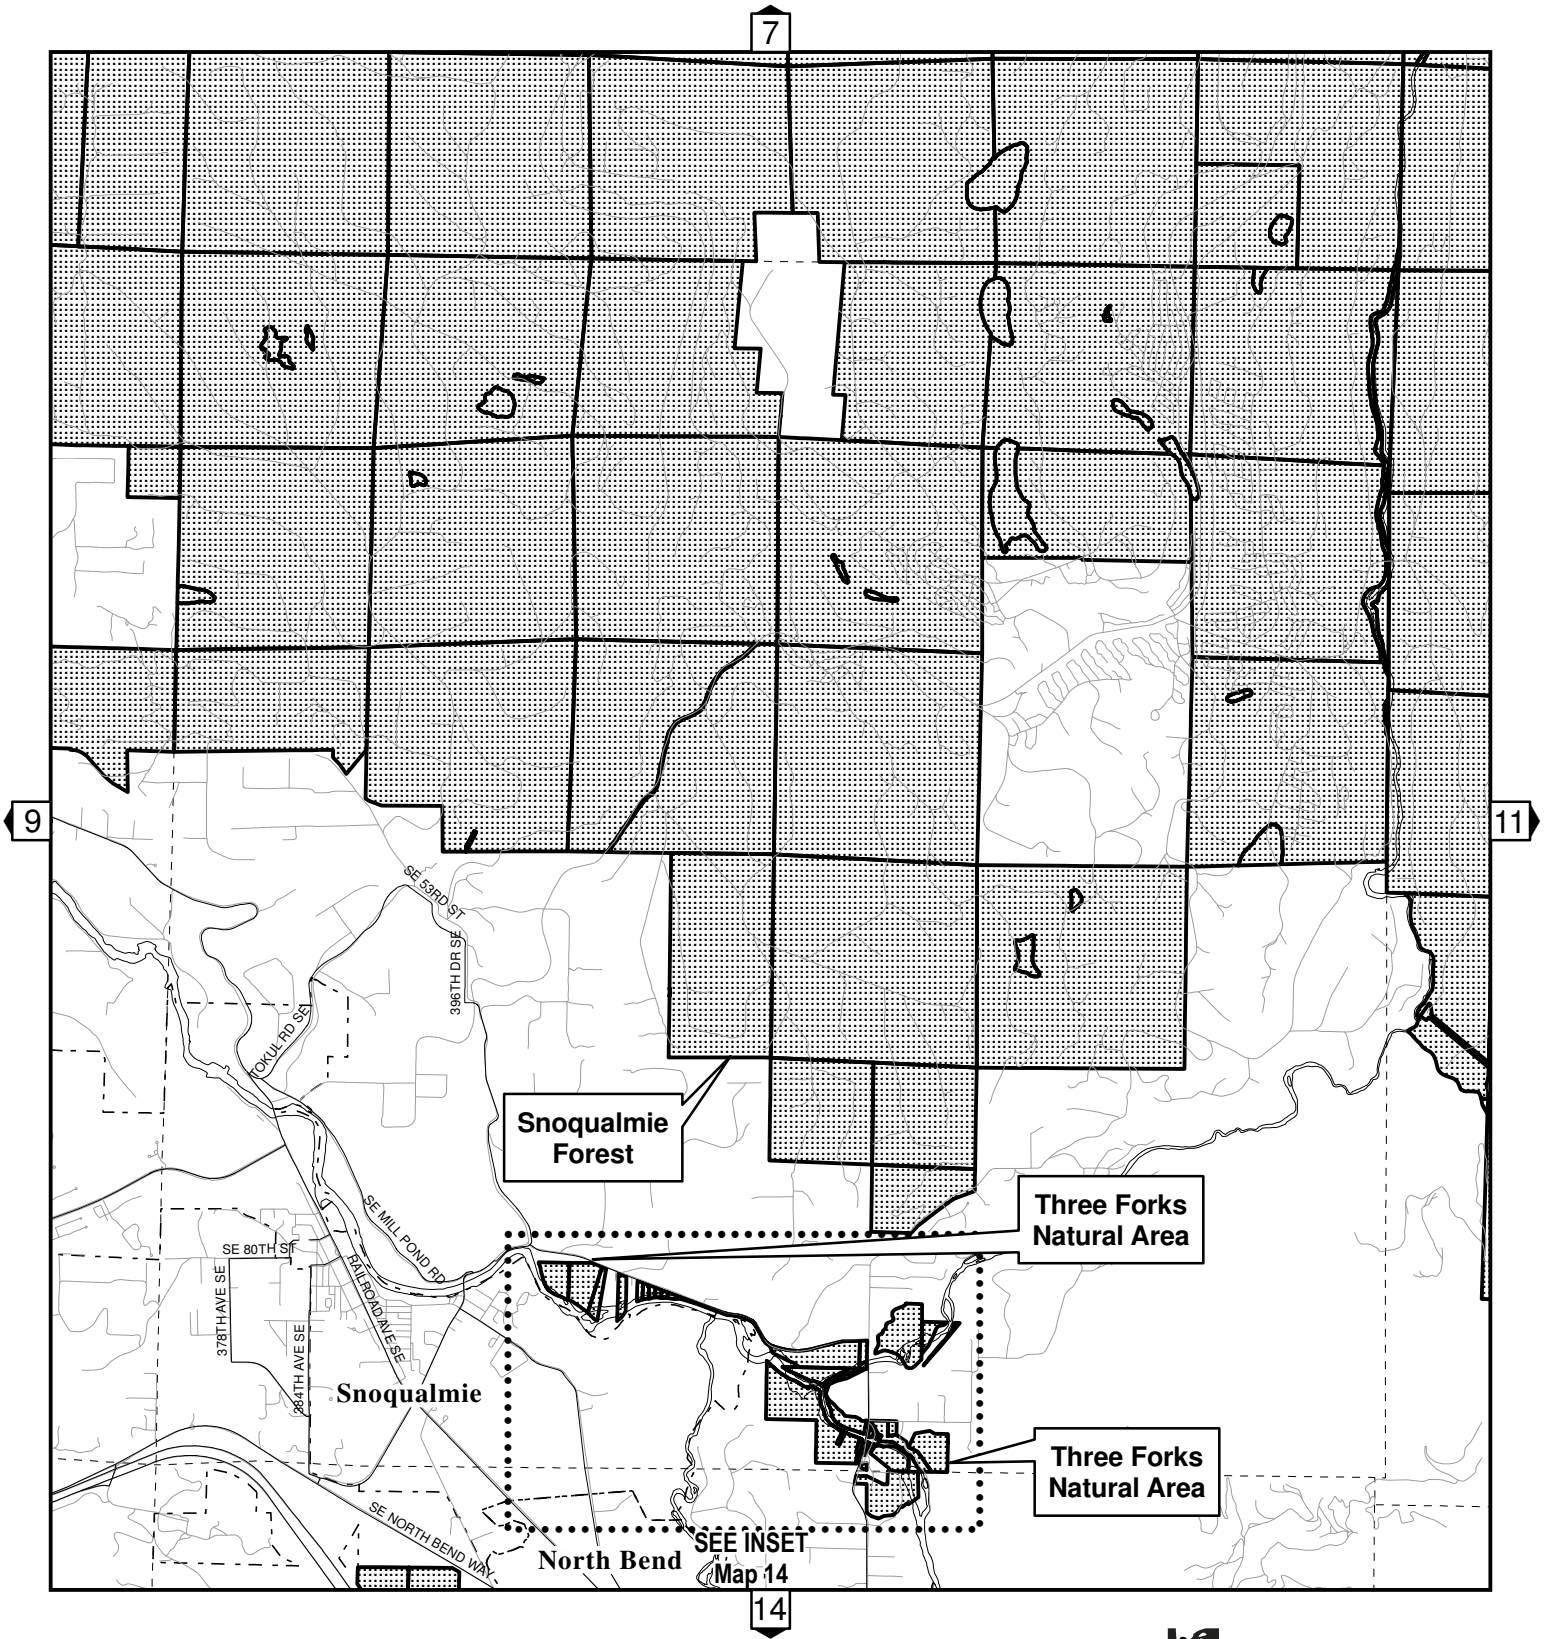 7
9
11
SE 53RD ST
396TH DR SE
TOKUL RD SE
Snoqualmie
Forest
Three Forks
Natural Area
SE MILL POND RD
SE 80TH ST
RAILROAD AVE SE
378TH AVE SE
384TH AVE SE
Snoqualmie
Three Forks
Natural Area
SE NORTH BEND WAY
North Bend
SEE INSET
Map 14
14